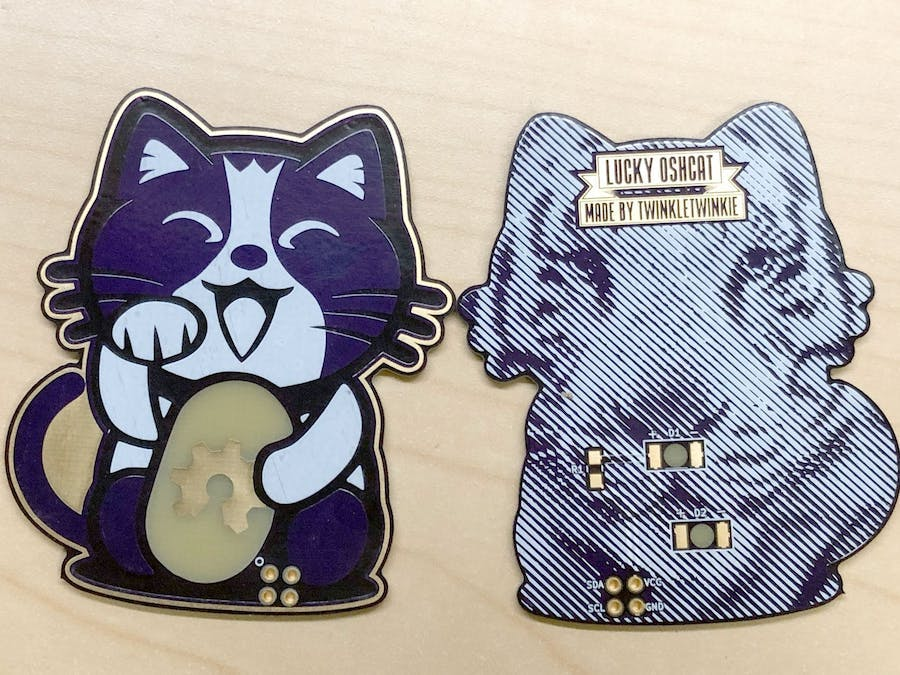 LUCKY OSHCAT
MADE BY TWINKLETWINKIE
+ D1 -
R1
+ D2 -
SDA VCC
SCL GND